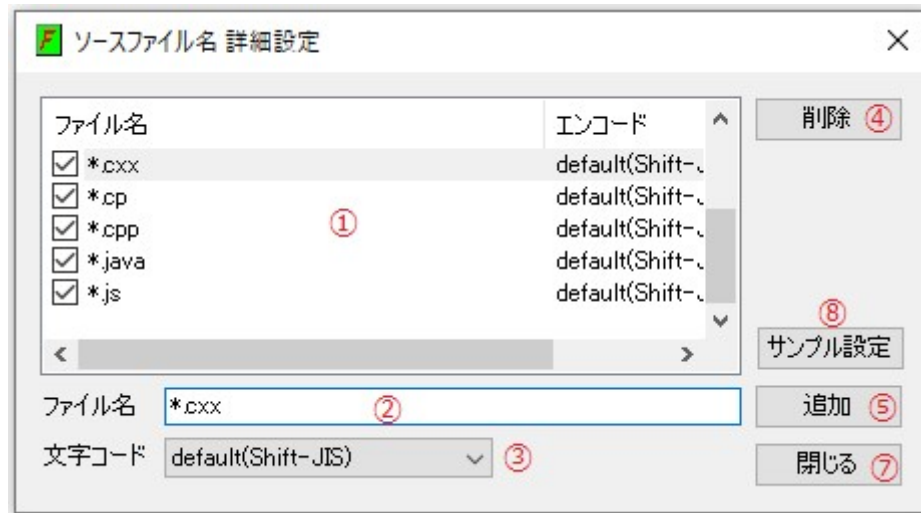 F ソースファイル名 詳細設定
ファイル名 エンコード 削除 ④
*.cxx default(Shift-J
*.cp default(Shift-J
*.cpp ① default(Shift-J
*.java default(Shift-J
*.js default(Shift-J
⑧
サンプル設定
ファイル名 *.cxx ② 追加 ⑤
文字コード default(Shift-JIS) ③ 閉じる ⑦